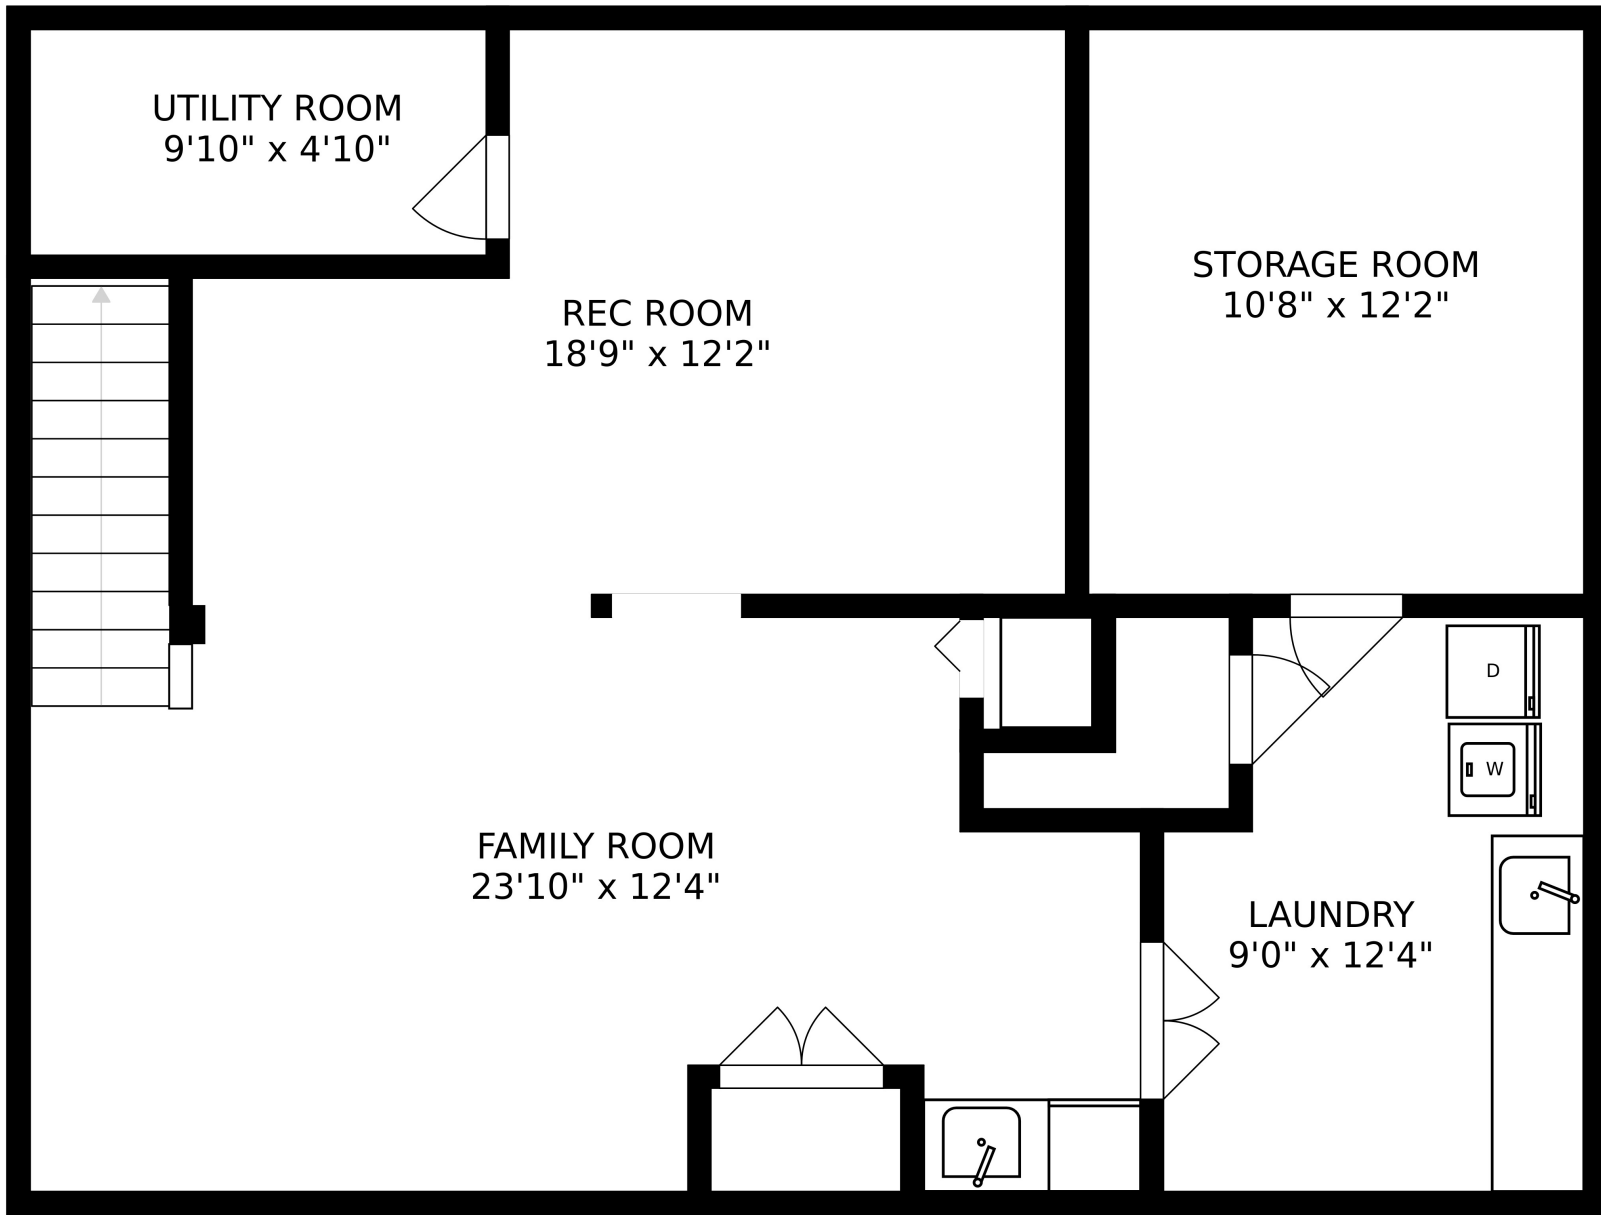 UTILITY ROOM
9'10" x 4'10"
REC ROOM
18'9" x 12'2"
STORAGE ROOM
10'8" x 12'2"
D
W
FAMILY ROOM
23'10" x 12'4"
LAUNDRY
9'0" x 12'4"